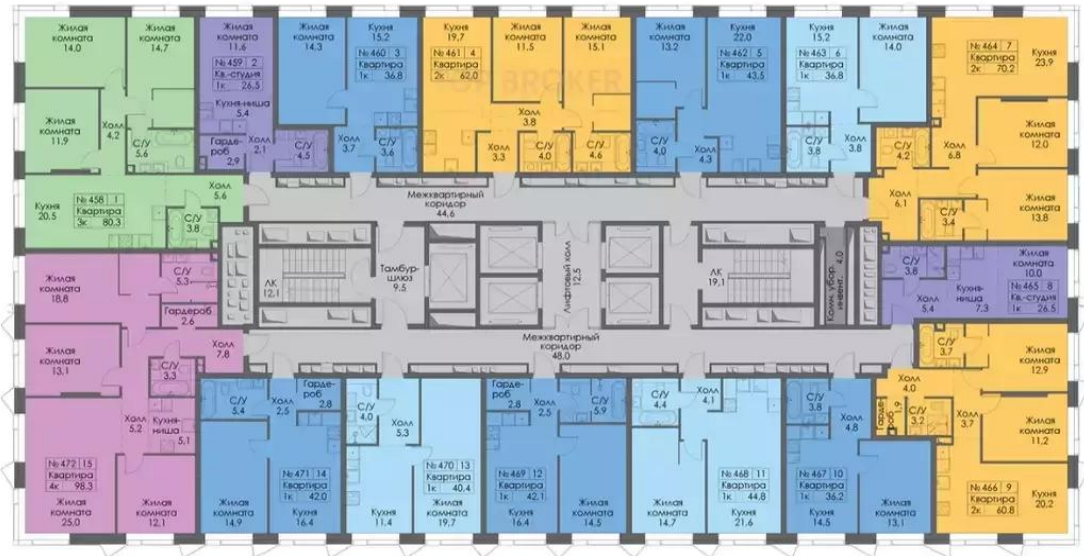 Жилая
комната
14.0
Жилая
комната
14.7
Жилая
комната
11.9
Холл
4.2
С/У
5.6
Холл
5.6
Кухня
20.5
№ 458 1
Квартира
3к 80.3
С/У
3.8
Жилая
комната
11.6
№ 459 2
Кв.-студия
1к 26.5
Кухня-ниша
5.4
Гарде-
роб
2.9
Холл
2.1
С/У
4.5
Жилая
комната
14.3
Кухня
15.2
№ 460 3
Квартира
1к 36.8
Холл
3.7
С/У
3.6
Кухня
19.7
№ 461 4
Квартира
2к 62.0
Жилая
комната
11.5
Жилая
комната
15.1
BROKER
Холл
3.8
Холл
3.3
С/У
4.0
С/У
4.6
Жилая
комната
13.2
Кухня
22.0
№ 462 5
Квартира
1к 43.5
С/У
4.0
Холл
4.3
Кухня
15.2
№ 463 6
Квартира
1к 36.8
Жилая
комната
14.0
С/У
3.8
Холл
3.8
№ 464 7
Квартира
2к 70.2
Кухня
23.9
С/У
4.2
Холл
6.8
Жилая
комната
12.0
Холл
6.1
С/У
3.4
Жилая
комната
13.8
Межквартирный
коридор
44.6
ЛК
12.1
Тамбур-
шлюз
9.5
Лифтовый холл
12.5
ЛК
19.1
Комн. убор.
инвент. 4.0
С/У
3.8
Жилая
комната
10.0
Холл
5.4
Кухня-
ниша
7.3
№ 465 8
Кв.-студия
1к 26.5
Межквартирный
коридор
48.0
Жилая
комната
18.8
С/У
5.3
Гардероб
2.6
Холл
7.8
Жилая
комната
13.1
С/У
3.3
Холл
5.2
Кухня-
ниша
5.1
№ 472 15
Квартира
4к 98.3
Жилая
комната
25.0
Жилая
комната
12.1
С/У
5.4
Холл
2.5
Гарде-
роб
2.8
№ 471 14
Квартира
1к 42.0
Жилая
комната
14.9
Кухня
16.4
С/У
4.0
Холл
5.3
№ 470 13
Квартира
1к 40.4
Кухня
11.4
Жилая
комната
19.7
Гарде-
роб
2.8
Холл
2.5
С/У
5.9
№ 469 12
Квартира
1к 42.1
Кухня
16.4
Жилая
комната
14.5
С/У
4.4
Холл
4.1
№ 468 11
Квартира
1к 44.8
Жилая
комната
14.7
Кухня
21.6
С/У
3.8
Холл
4.8
№ 467 10
Квартира
1к 36.2
Кухня
14.5
Жилая
комната
13.1
С/У
3.7
Жилая
комната
12.9
Холл
4.0
Гарде-
роб 1.9
С/У
3.2
Холл
3.7
Жилая
комната
11.2
№ 466 9
Квартира
2к 60.8
Кухня
20.2